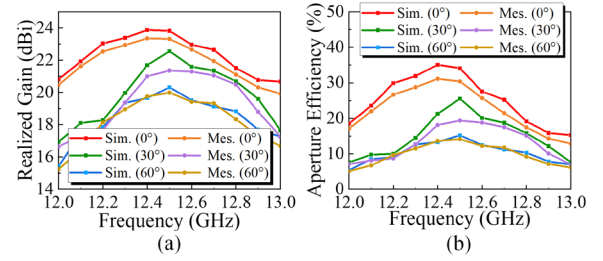 Realized Gain (dBi)
26
24
22
20
18
16
14
Sim. (0°) Mes. (0°)
Sim. (30°) Mes. (30°)
Sim. (60°) Mes. (60°)
12.0 12.2 12.4 12.6 12.8 13.0
Frequency (GHz)
(a)
Aperture Efficiency (%)
50
40
30
20
10
0
Sim. (0°) Mes. (0°)
Sim. (30°) Mes. (30°)
Sim. (60°) Mes. (60°)
12.0 12.2 12.4 12.6 12.8 13.0
Frequency (GHz)
(b)